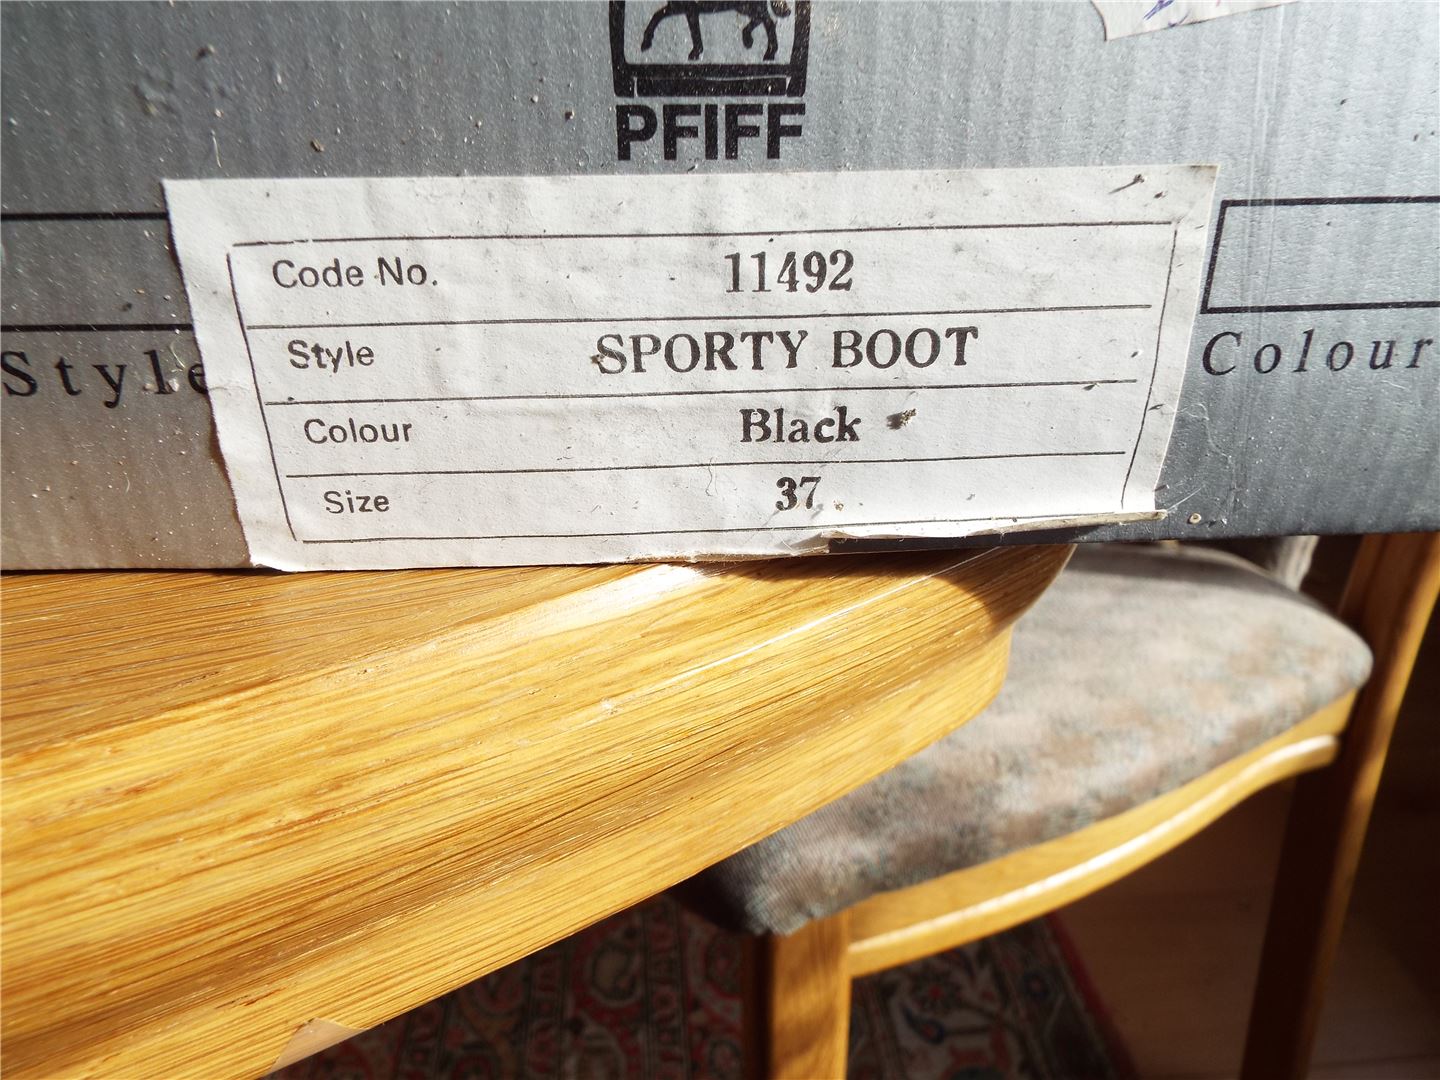 PFIFF
Code No. 11492
Style SPORTY BOOT
Colour Black
Size 37
Style
Colour